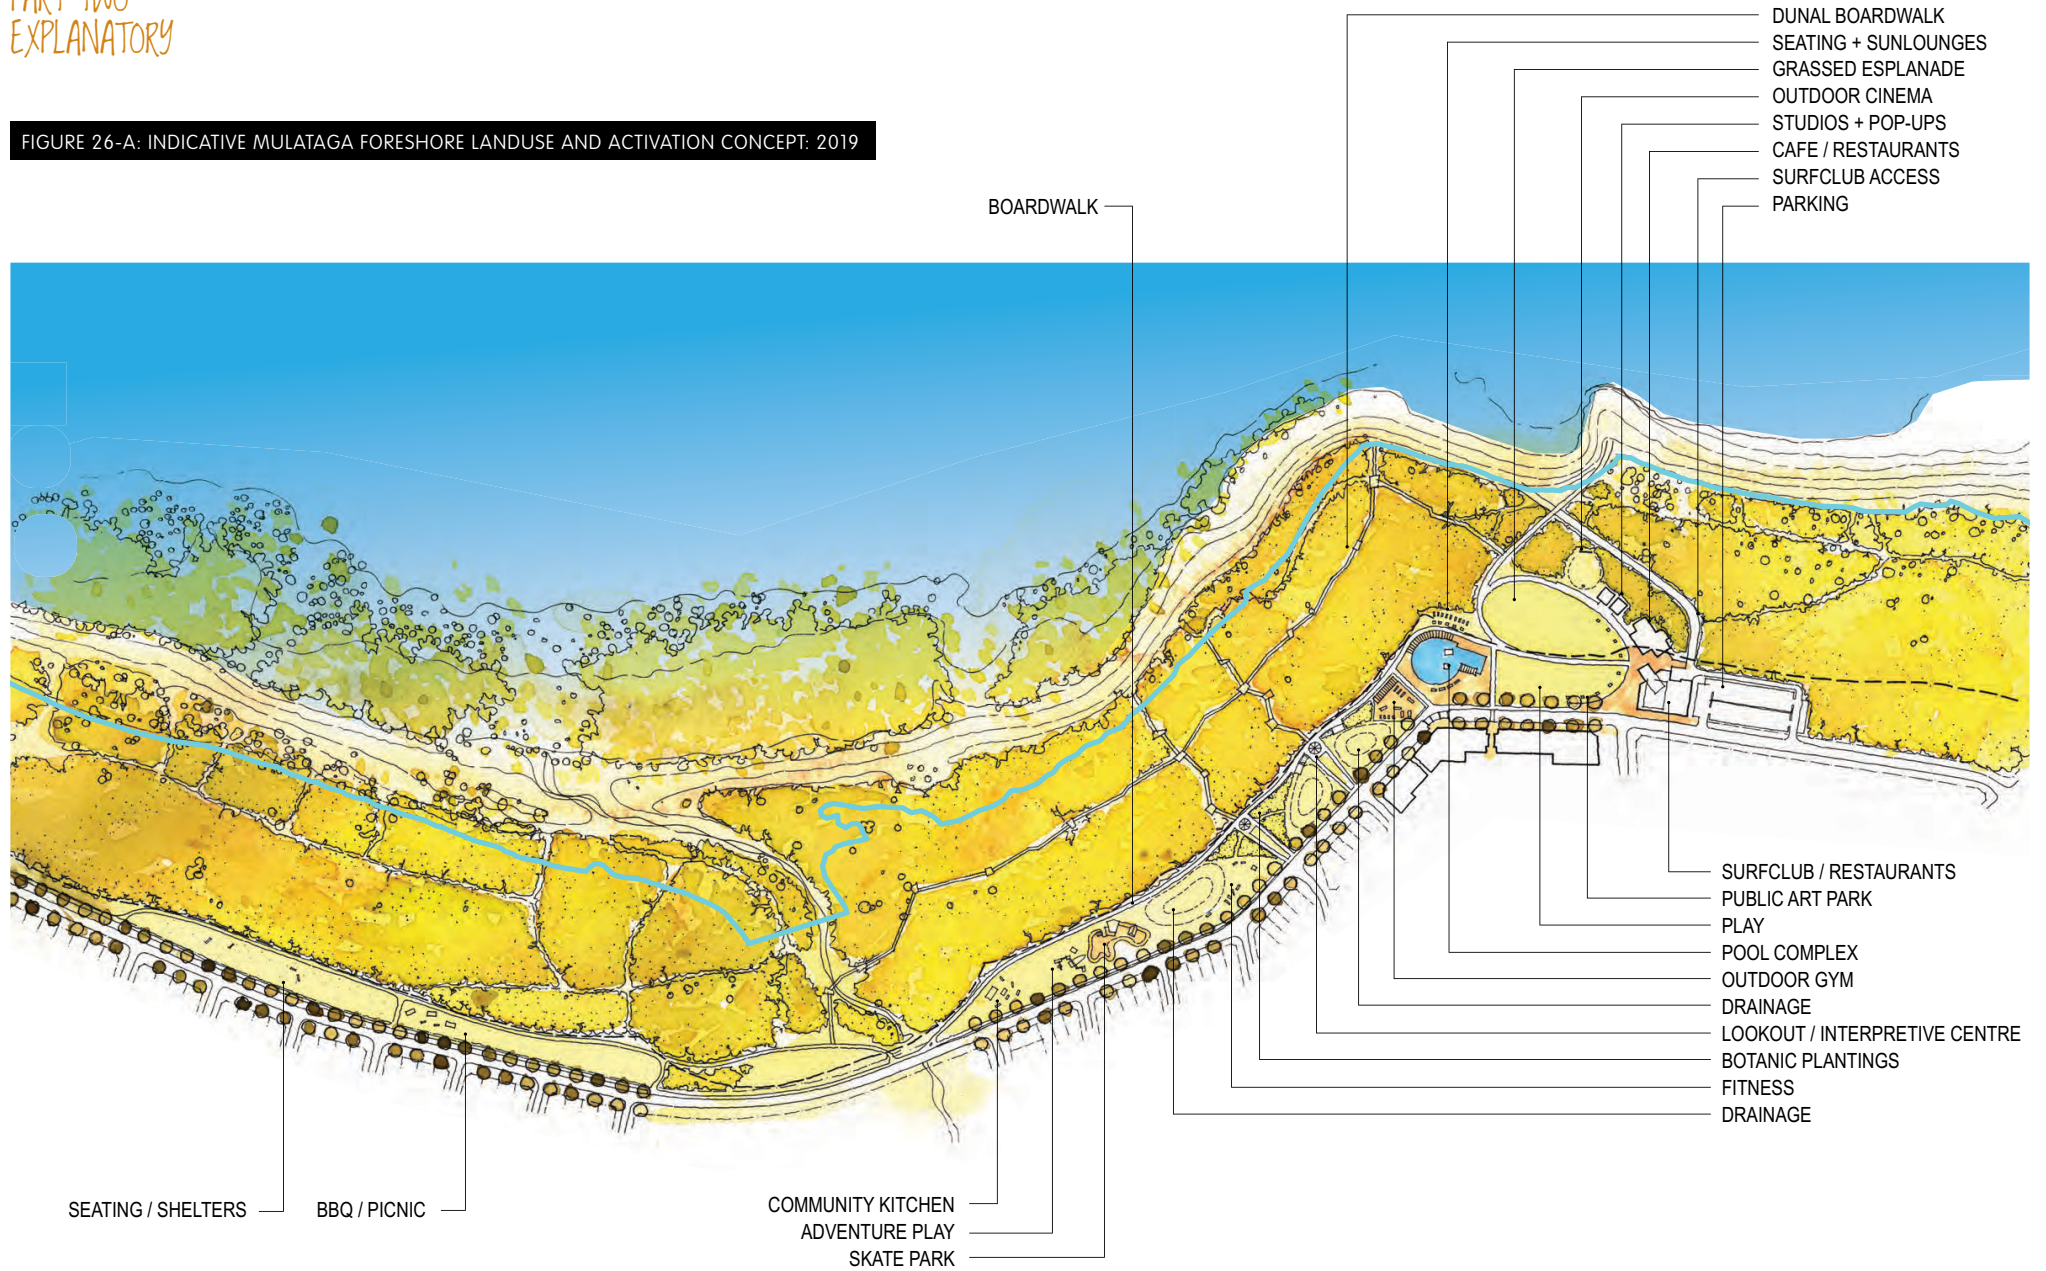 PART TWO
EXPLANATORY
FIGURE 26-A: INDICATIVE MULATAGA FORESHORE LANDUSE AND ACTIVATION CONCEPT: 2019
DUNAL BOARDWALK
SEATING + SUNLOUNGES
GRASSED ESPLANADE
OUTDOOR CINEMA
STUDIOS + POP-UPS
CAFE / RESTAURANTS
SURFCLUB ACCESS
PARKING
BOARDWALK
SURFCLUB / RESTAURANTS
PUBLIC ART PARK
PLAY
POOL COMPLEX
OUTDOOR GYM
DRAINAGE
LOOKOUT / INTERPRETIVE CENTRE
BOTANIC PLANTINGS
FITNESS
DRAINAGE
SEATING / SHELTERS
BBQ / PICNIC
COMMUNITY KITCHEN
ADVENTURE PLAY
SKATE PARK